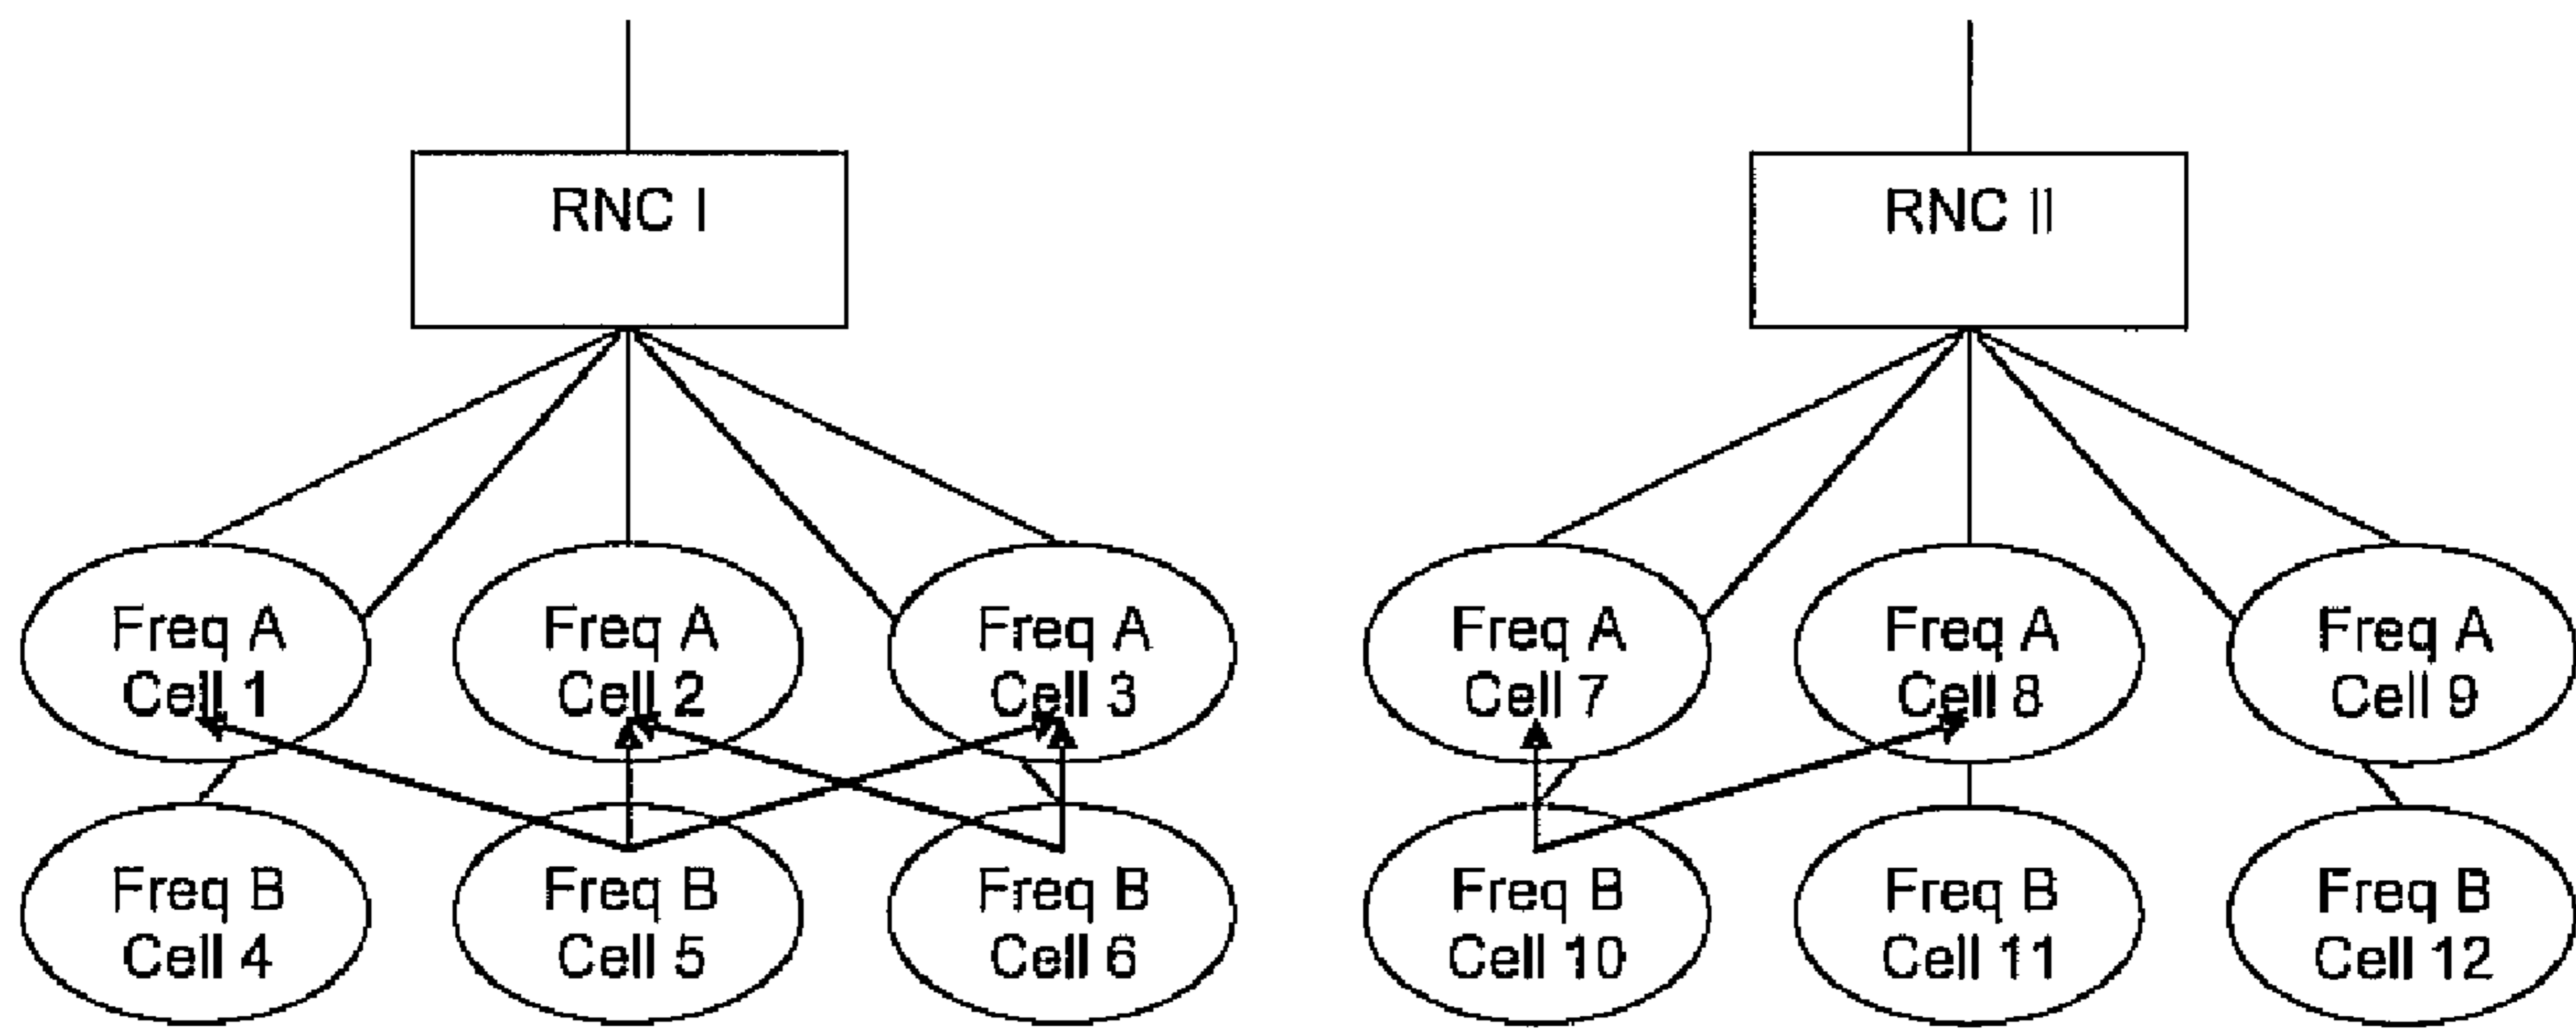 RNC I
RNC II
Freq A
Cell 1
Freq A
Cell 2
Freq A
Cell 3
Freq A
Cell 7
Freq A
Cell 8
Freq A
Cell 9
Freq B
Cell 4
Freq B
Cell 5
Freq B
Cell 6
Freq B
Cell 10
Freq B
Cell 11
Freq B
Cell 12